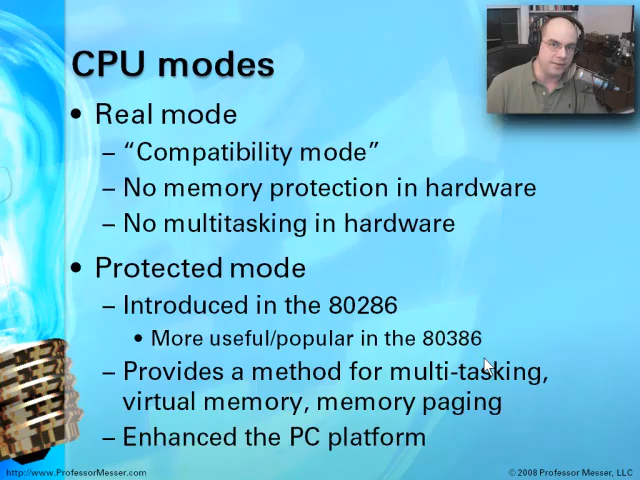 CPU modes
• Real mode
– “Compatibility mode”
– No memory protection in hardware
– No multitasking in hardware
• Protected mode
– Introduced in the 80286
• More useful/popular in the 80386
– Provides a method for multi-tasking,
virtual memory, memory paging
– Enhanced the PC platform
http://www.ProfessorMesser.com
© 2008 Professor Messer, LLC